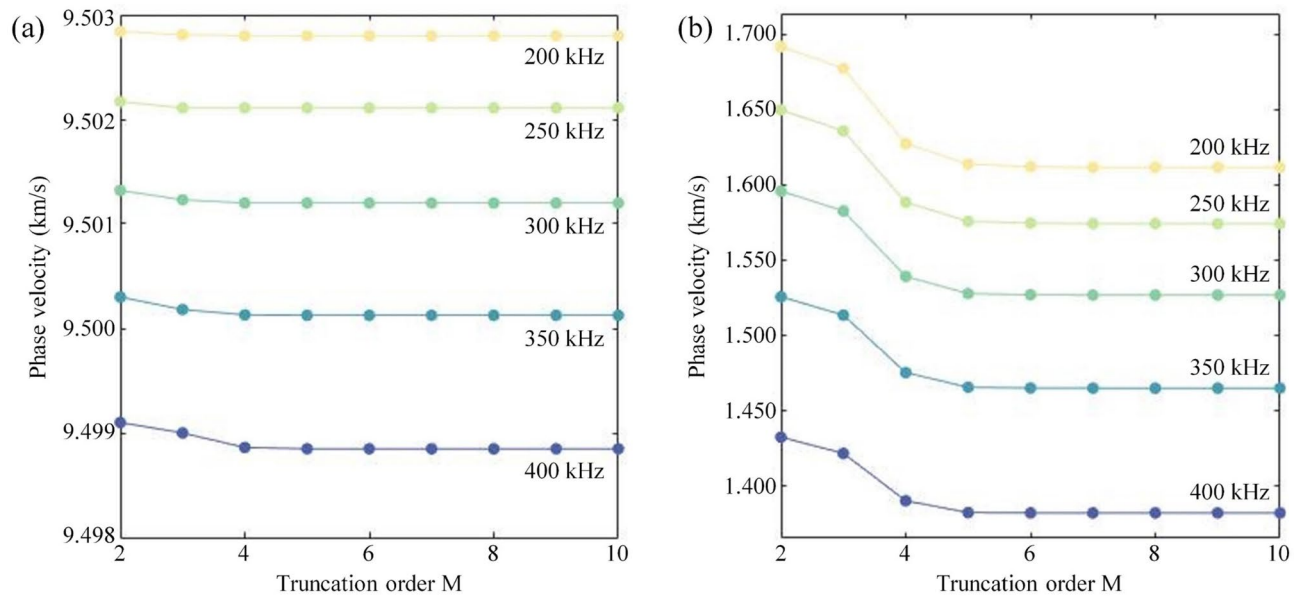 (a)
Phase velocity (km/s)
9.503
9.502
9.501
9.500
9.499
9.498
200 kHz
250 kHz
300 kHz
350 kHz
400 kHz
2 4 6 8 10
Truncation order M
(b)
Phase velocity (km/s)
1.700
1.650
1.600
1.550
1.500
1.450
1.400
200 kHz
250 kHz
300 kHz
350 kHz
400 kHz
2 4 6 8 10
Truncation order M